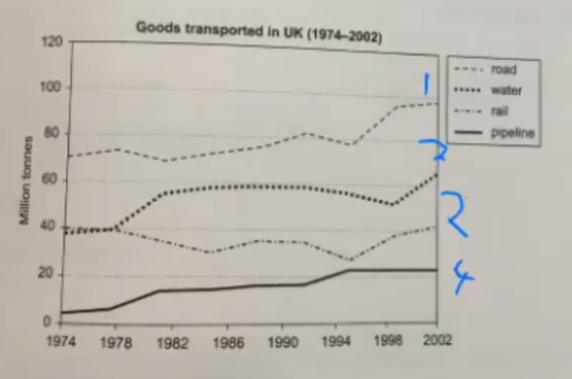 Goods transported in UK (1974–2002)
120
100
80
60
40
20
0
Million tonnes
1974 1978 1982 1986 1990 1994 1998 2002
road
water
rail
pipeline
1
2
2
4